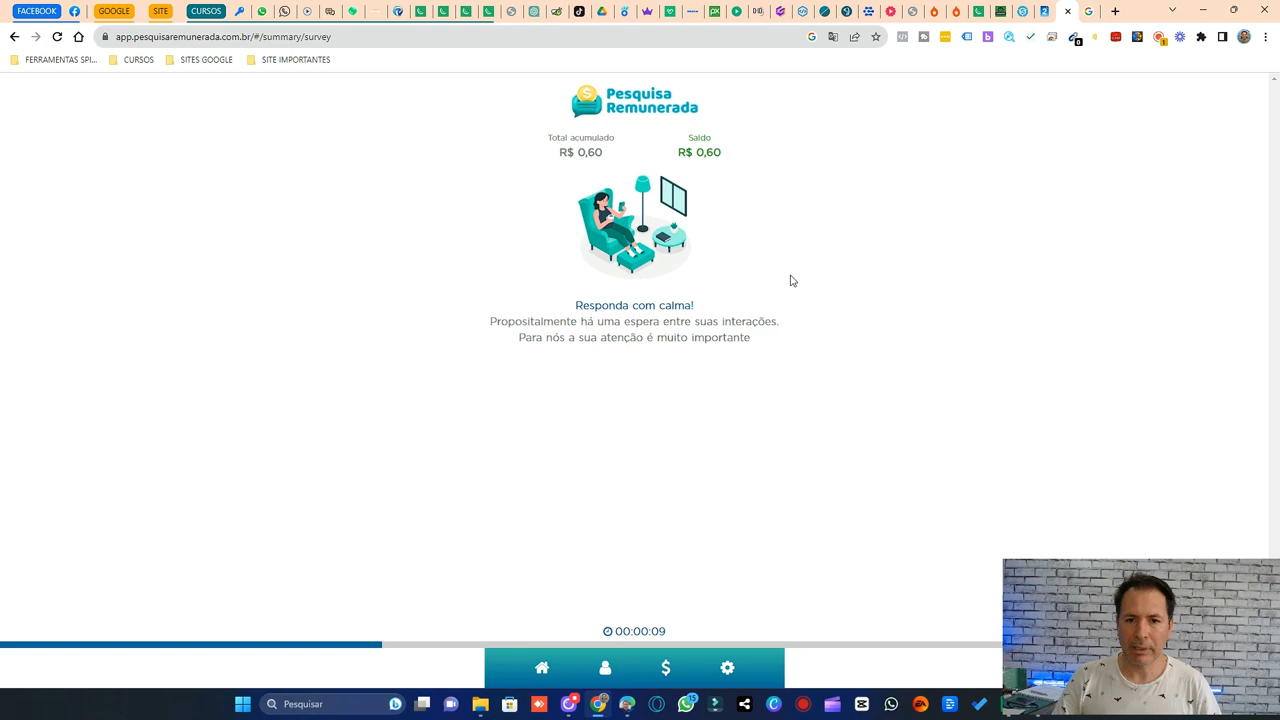 FACEBOOK GOOGLE SITE CURSOS
app.pesquisaremunerada.com.br/#/summary/survey
FERRAMENTAS SPI... CURSOS SITES GOOGLE SITE IMPORTANTES
Pesquisa
Remunerada
Total acumulado Saldo
R$ 0,60 R$ 0,60
Responda com calma!
Propositalmente há uma espera entre suas interações.
Para nós a sua atenção é muito importante
00:00:09
Pesquisar
15